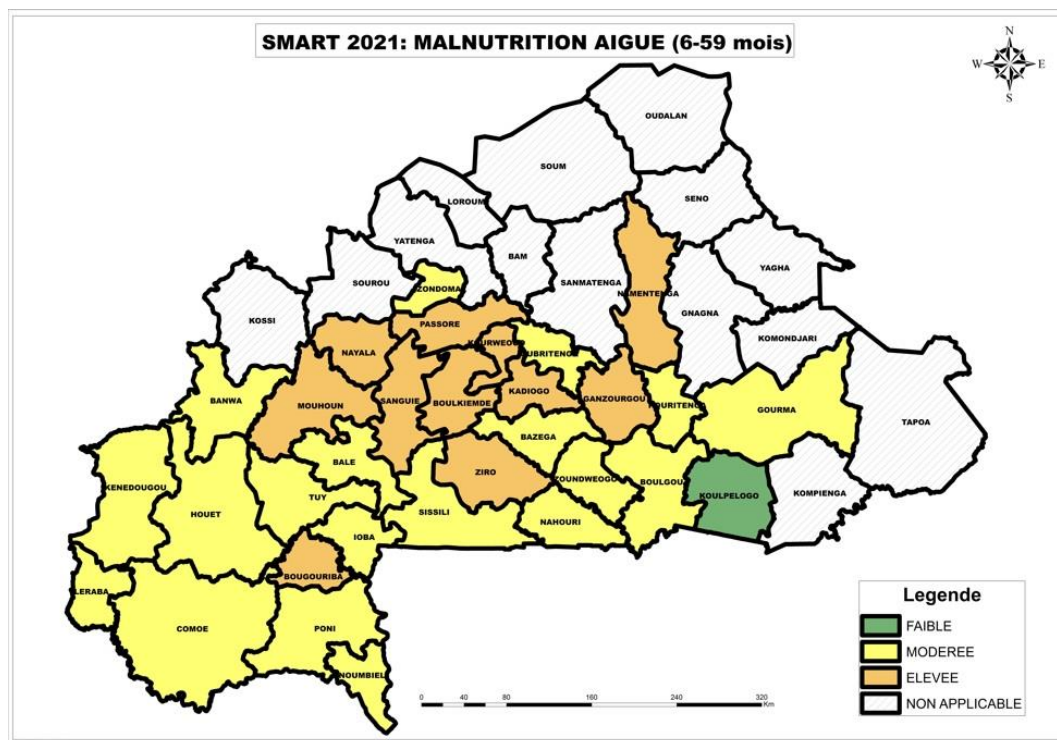 SMART 2021: MALNUTRITION AIGUE (6-59 mois)
N
W E
S
OUDALAN
SOUM
SENO
LOROUM
YATENGA
BAM
YAGHA
SOUROU
SANMATENGA
ZONDOMA
NAMENTENGA
GNAGNA
KOSSI
PASSORE
KOMONDJARI
KOURWEOGO
NAYALA
OUBRITENGA
KADIOGO
BANWA
MOUHOUN
SANGUIE
BOULKIEMDE
GANZOURGOU
KOURITENGA
GOURMA
TAPOA
BAZEGA
BALE
ZIRO
KENEDOUGOU
ZOUNDWEOGO
BOULGOU
KOULPELOGO
KOMPIENGA
TUY
HOUET
SISSILI
NAHOURI
IOBA
BOUGOURIBA
LERABA
COMOE
PONI
NOUMBIEL
0 40 80 160 240 320
Km
Legende
FAIBLE
MODEREE
ELEVEE
NON APPLICABLE